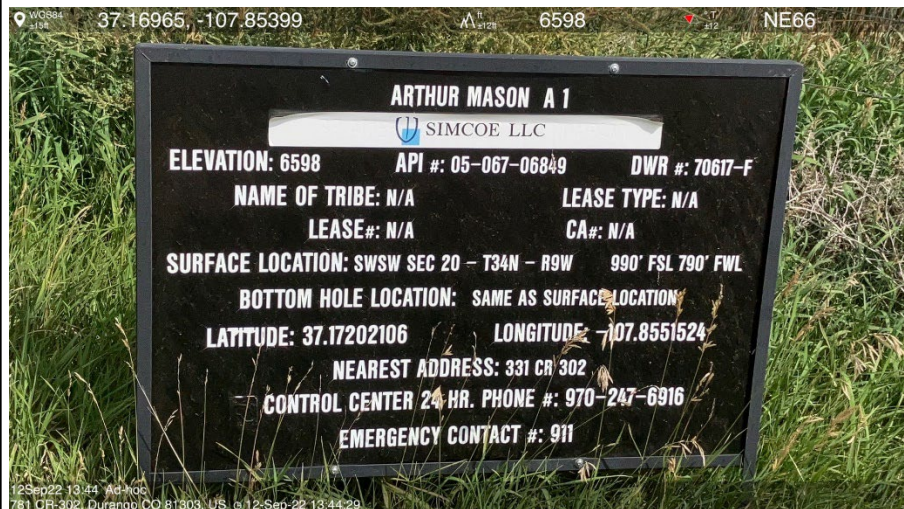 WGS84 ±15ft 37.16965, -107.85399 ft ±12ft 6598 T ±12 NE66
ARTHUR MASON A 1
SIMCOE LLC
ELEVATION: 6598 API #: 05-067-06849 DWR #: 70617-F
NAME OF TRIBE: N/A LEASE TYPE: N/A
LEASE#: N/A CA#: N/A
SURFACE LOCATION: SWSW SEC 20 - T34N - R9W 990' FSL 790' FWL
BOTTOM HOLE LOCATION: SAME AS SURFACE LOCATION
LATITUDE: 37.17202106 LONGITUDE: -107.8551524
NEAREST ADDRESS: 331 CR 302
CONTROL CENTER 24 HR. PHONE #: 970-247-6916
EMERGENCY CONTACT #: 911
12Sep22 13:44 Ad-hoc
781 CR-302, Durango CO 81303, US 12-Sep-22 13:44:29